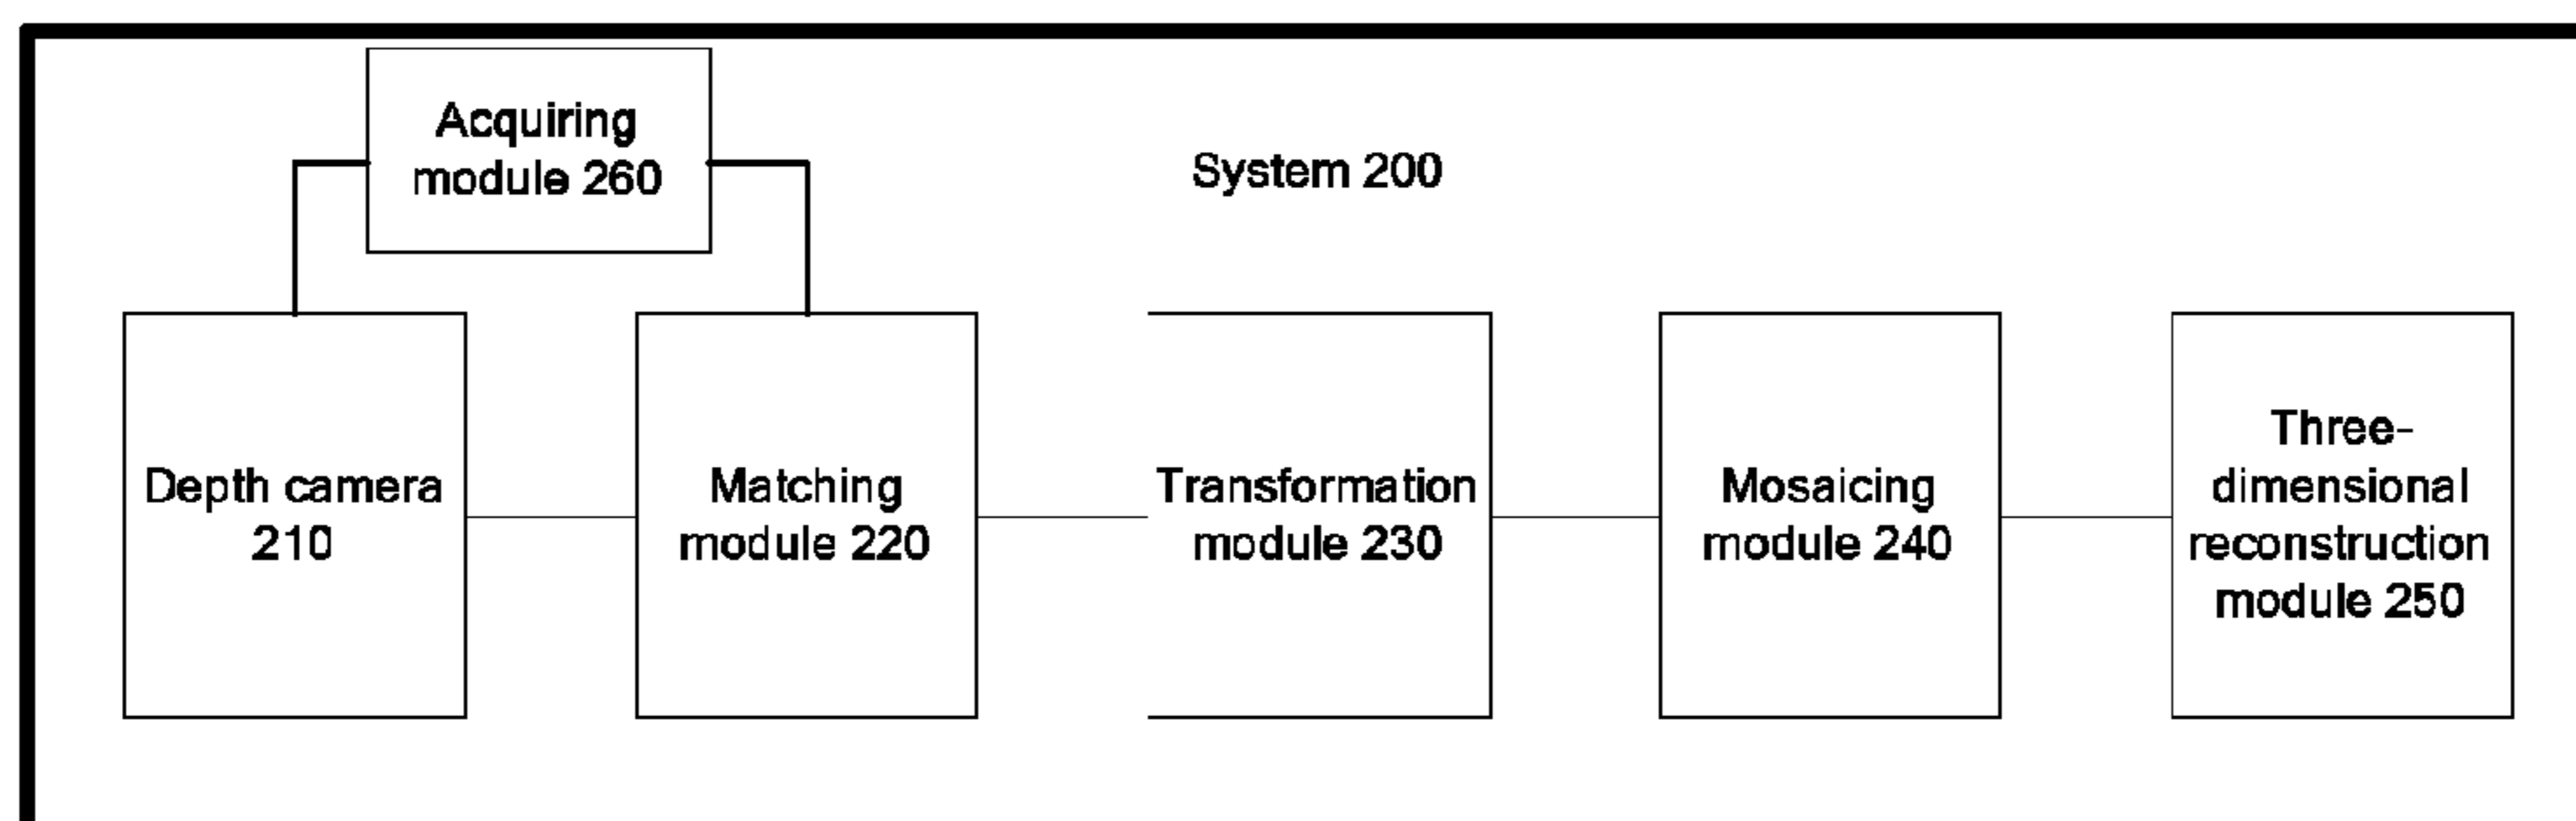 Acquiring
module 260
System 200
Depth camera
210
Matching
module 220
Transformation
module 230
Mosaicing
module 240
Three-
dimensional
reconstruction
module 250